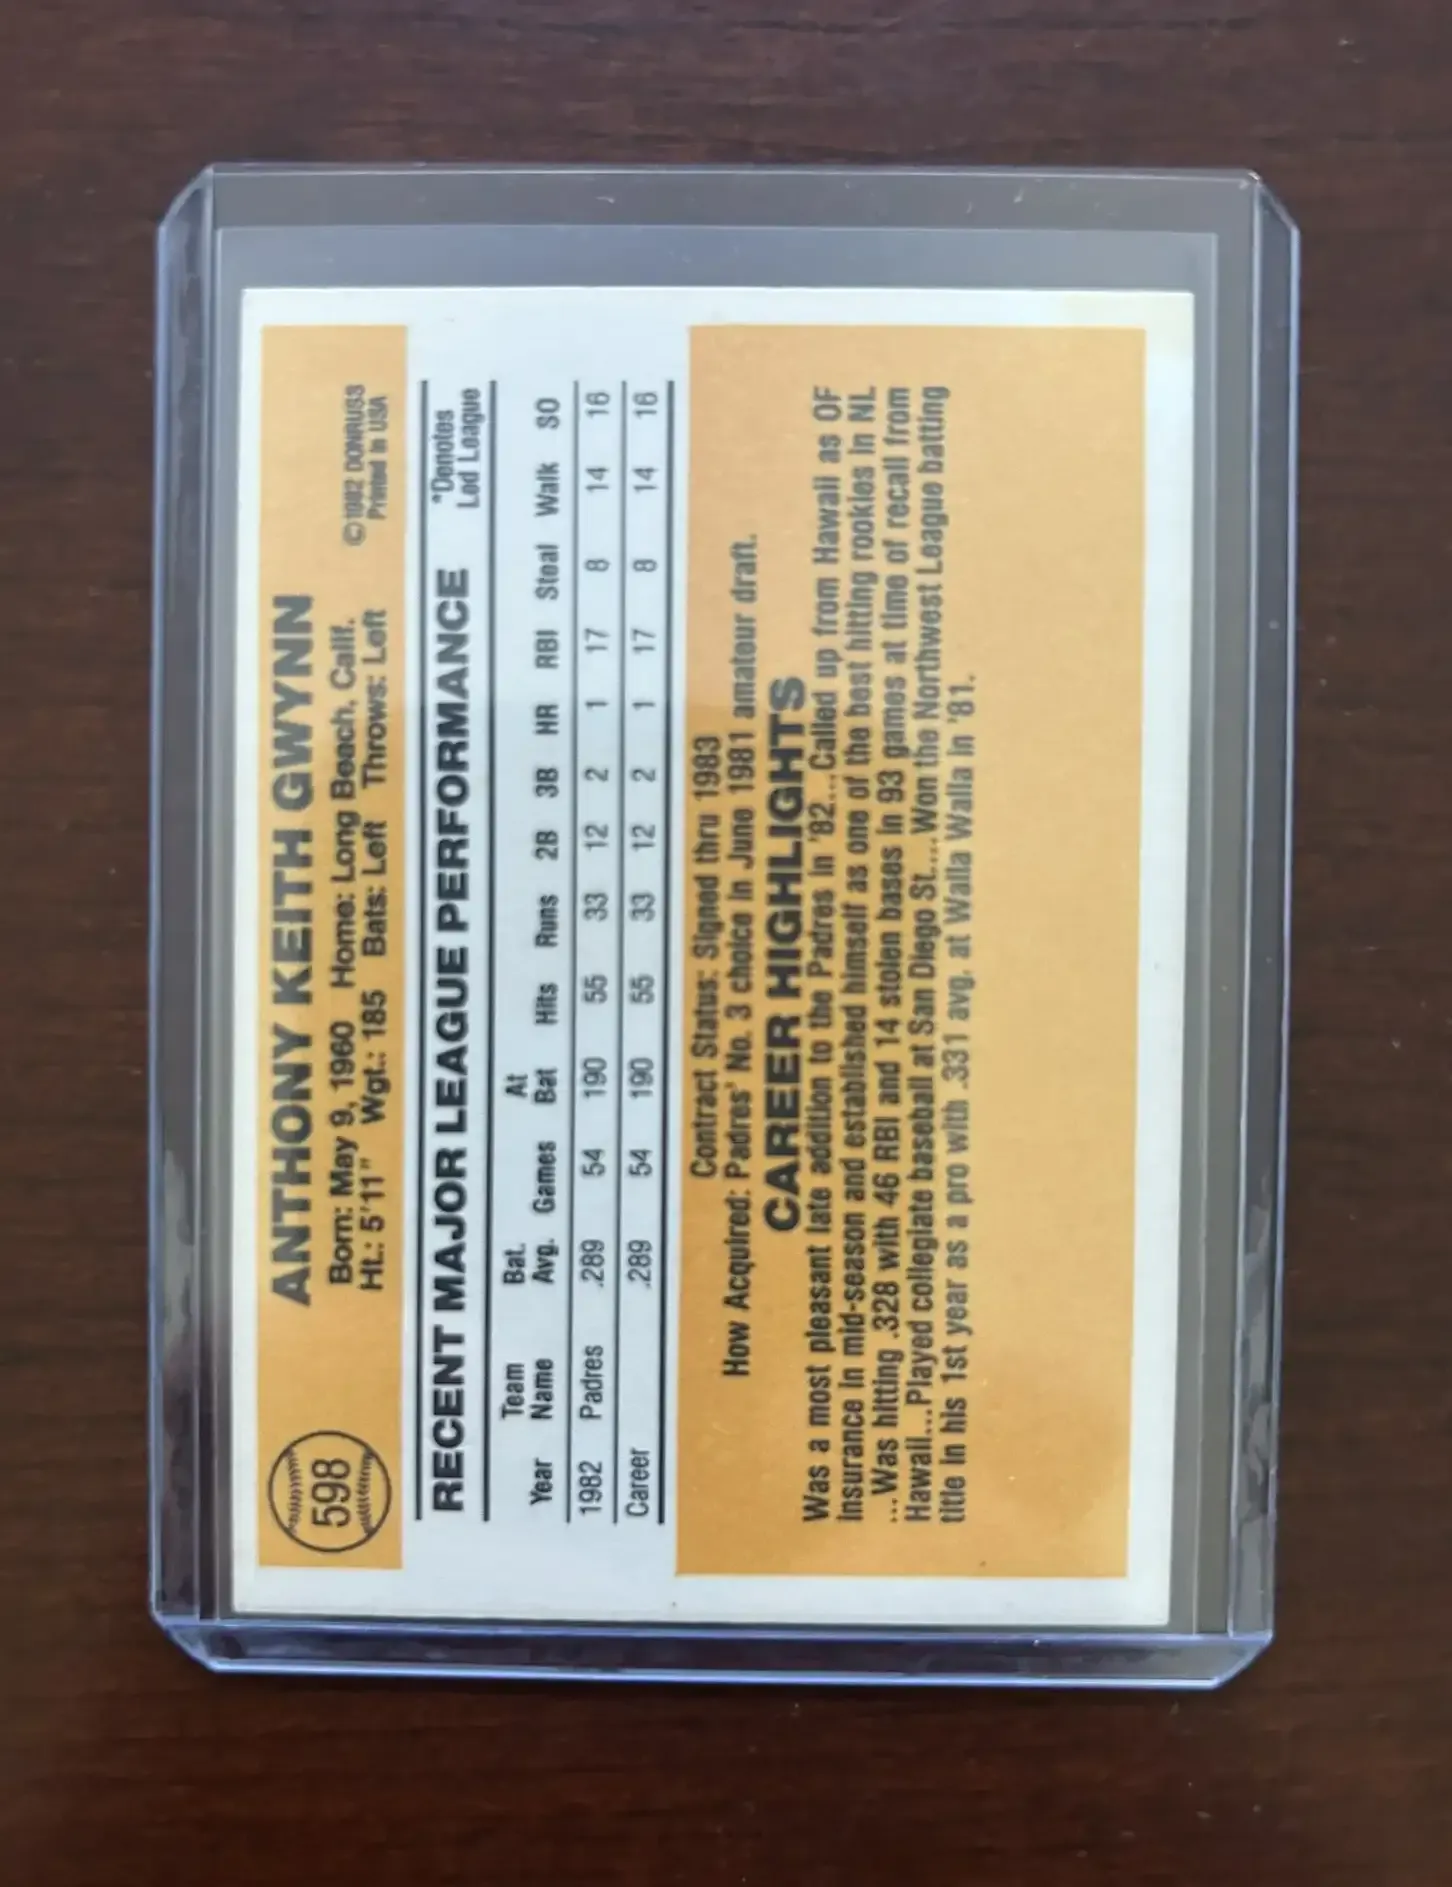 598
ANTHONY KEITH GWYNN
Born: May 9, 1960 Home: Long Beach, Calif.
Ht.: 5'11" Wgt.: 185 Bats: Left Throws: Left
©1982 DONRUSS
Printed in USA
RECENT MAJOR LEAGUE PERFORMANCE
*Denotes
Led League
Team Bat. At
Year Name Avg. Games Bat Hits Runs 2B 3B HR RBI Steal Walk SO
1982 Padres .289 54 190 55 33 12 2 1 17 8 14 16
Career .289 54 190 55 33 12 2 1 17 8 14 16
Contract Status: Signed thru 1983
How Acquired: Padres' No. 3 choice in June 1981 amateur draft.
CAREER HIGHLIGHTS
Was a most pleasant late addition to the Padres in '82...Called up from Hawaii as OF
insurance in mid-season and established himself as one of the best hitting rookies in NL
...Was hitting .328 with 46 RBI and 14 stolen bases in 93 games at time of recall from
Hawaii...Played collegiate baseball at San Diego St....Won the Northwest League batting
title in his 1st year as a pro with .331 avg. at Walla Walla in '81.